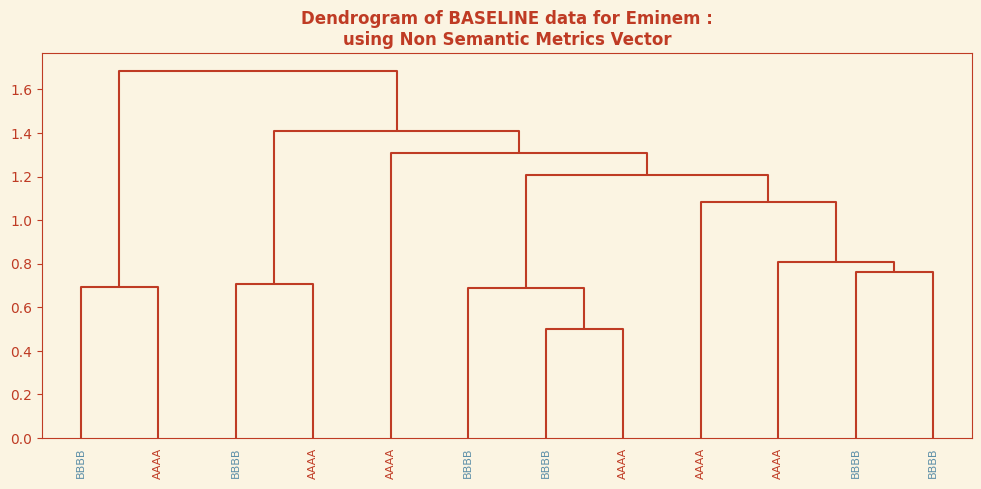 Dendrogram of BASELINE data for Eminem :
using Non Semantic Metrics Vector
1.6
1.4
1.2
1.0
0.8
0.6
0.4
0.2
0.0
BBBB
AAAA
BBBB
AAAA
AAAA
BBBB
BBBB
AAAA
AAAA
AAAA
BBBB
BBBB